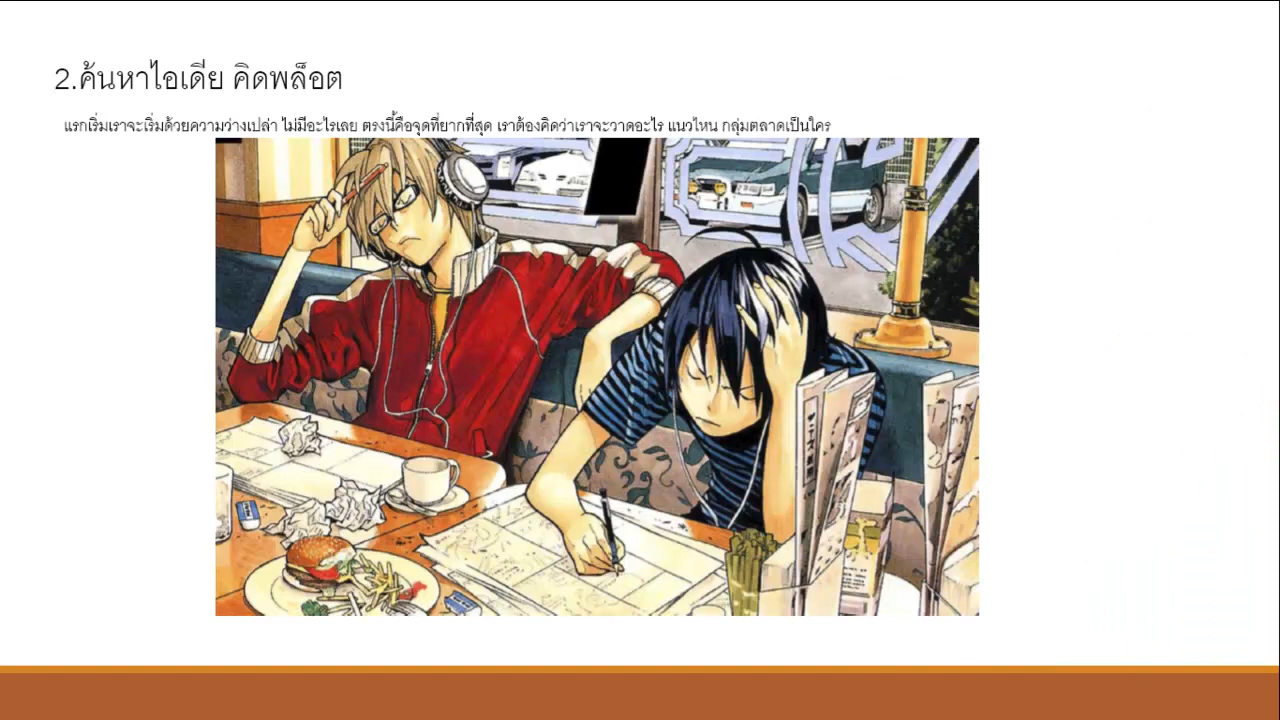 2.ค้นหาไอเดีย คิดพล็อต
แรกเริ่มเราจะเริ่มด้วยความว่างเปล่า ไม่มีอะไรเลย ตรงนี้คือจุดที่ยากที่สุด เราต้องคิดว่าเราจะวาดอะไร แนวไหน กลุ่มตลาดเป็นใคร